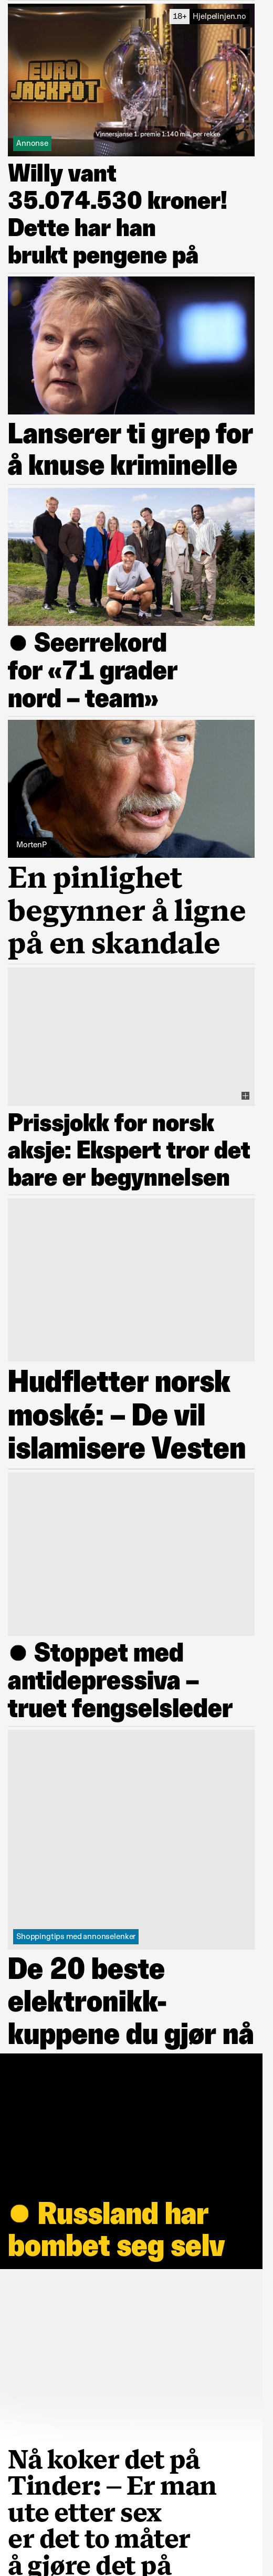 18+ Hjelpelinjen.no
EURO
JACKPOT
Vinnersjanse 1. premie 1:140 mill. per rekke
Annonse
Willy vant
35.074.530 kroner!
Dette har han
brukt pengene på
Lanserer ti grep for
å knuse kriminelle
● Seerrekord
for «71 grader
nord – team»
MortenP
En pinlighet
begynner å ligne
på en skandale
Prissjokk for norsk
aksje: Ekspert tror det
bare er begynnelsen
Hudfletter norsk
moské: – De vil
islamisere Vesten
● Stoppet med
antidepressiva –
truet fengselsleder
Shoppingtips med annonselenker
De 20 beste
elektronikk-
kuppene du gjør nå
● Russland har
bombet seg selv
Nå koker det på
Tinder: – Er man
ute etter sex
er det to måter
å gjøre det på